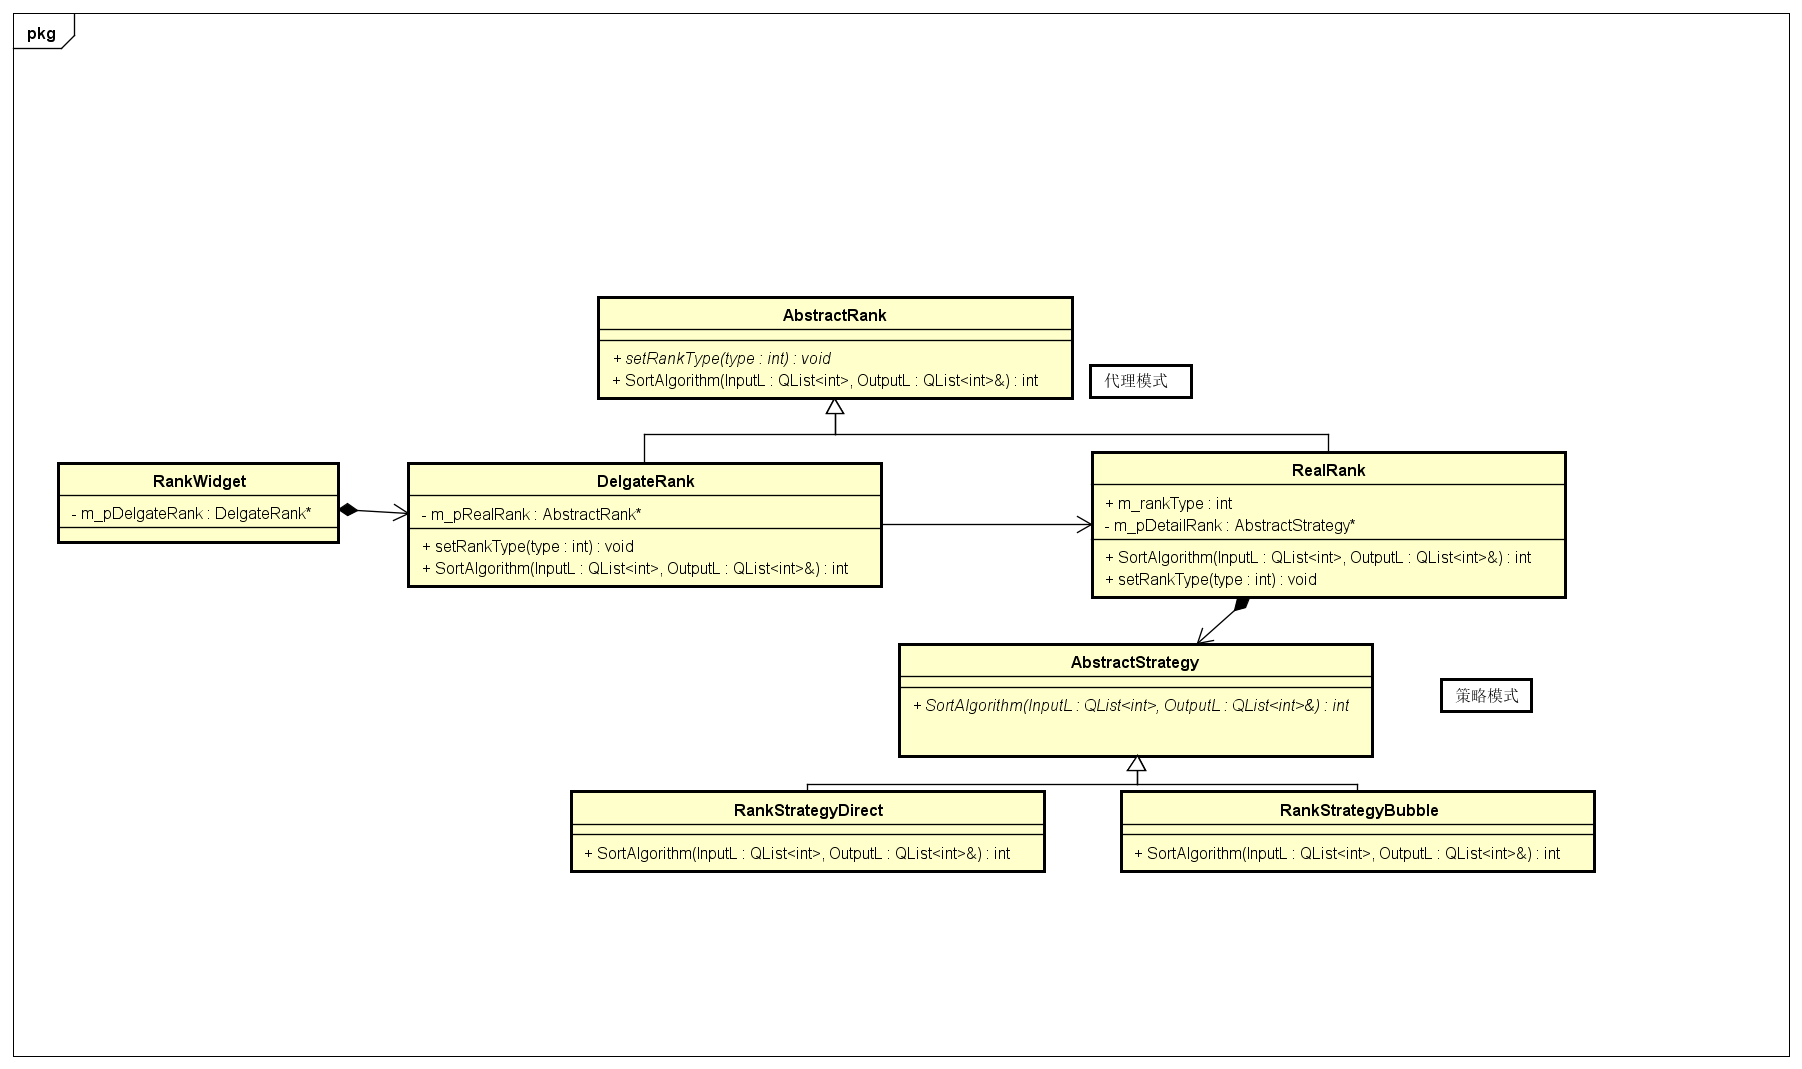 pkg
AbstractRank
+ setRankType(type : int) : void
+ SortAlgorithm(InputL : QList<int>, OutputL : QList<int>&) : int
代理模式
RankWidget
- m_pDelgateRank : DelgateRank*
DelgateRank
- m_pRealRank : AbstractRank*
+ setRankType(type : int) : void
+ SortAlgorithm(InputL : QList<int>, OutputL : QList<int>&) : int
RealRank
+ m_rankType : int
- m_pDetailRank : AbstractStrategy*
+ SortAlgorithm(InputL : QList<int>, OutputL : QList<int>&) : int
+ setRankType(type : int) : void
AbstractStrategy
+ SortAlgorithm(InputL : QList<int>, OutputL : QList<int>&) : int
策略模式
RankStrategyDirect
+ SortAlgorithm(InputL : QList<int>, OutputL : QList<int>&) : int
RankStrategyBubble
+ SortAlgorithm(InputL : QList<int>, OutputL : QList<int>&) : int